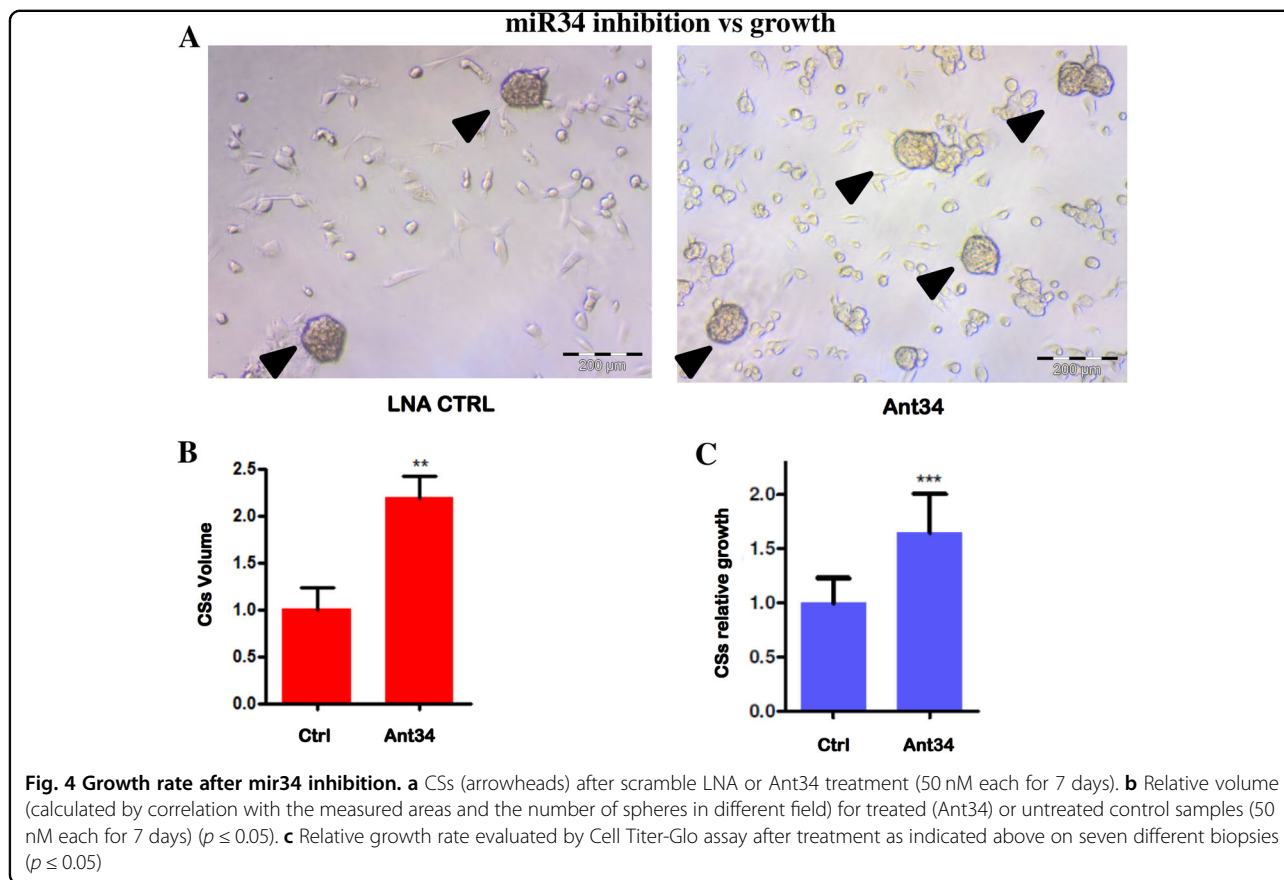 miR34 inhibition vs growth
A
200 µm
200 µm
LNA CTRL
Ant34
B
CSs Volume
2.5
2.0
1.5
1.0
0.5
0.0
**
Ctrl
Ant34
C
CSs relative growth
2.0
1.5
1.0
0.5
0.0
***
Ctrl
Ant34
Fig. 4 Growth rate after mir34 inhibition. a CSs (arrowheads) after scramble LNA or Ant34 treatment (50 nM each for 7 days). b Relative volume
(calculated by correlation with the measured areas and the number of spheres in different field) for treated (Ant34) or untreated control samples (50
nM each for 7 days) (p ≤ 0.05). c Relative growth rate evaluated by Cell Titer-Glo assay after treatment as indicated above on seven different biopsies
(p ≤ 0.05)